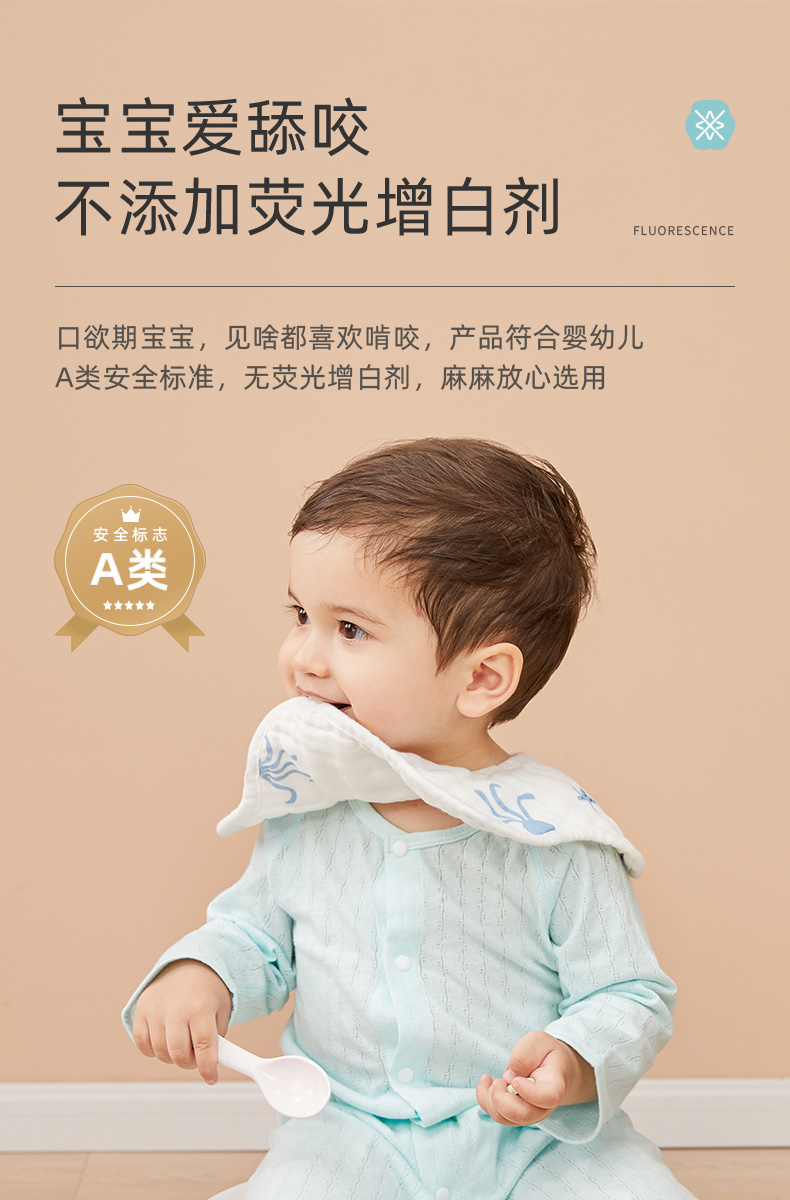 宝宝爱舔咬
不添加荧光增白剂
FLUORESCENCE
口欲期宝宝，见啥都喜欢啃咬，产品符合婴幼儿
A类安全标准，无荧光增白剂，麻麻放心选用
安全标志
A类